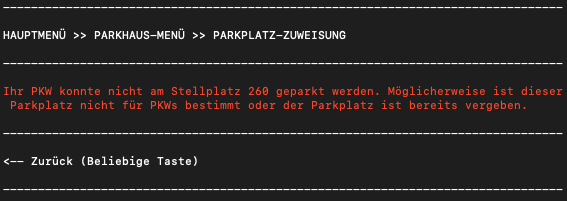 HAUPTMENÜ >> PARKHAUS-MENÜ >> PARKPLATZ-ZUWEISUNG
Ihr PKW konnte nicht am Stellplatz 260 geparkt werden. Möglicherweise ist dieser
Parkplatz nicht für PKWs bestimmt oder der Parkplatz ist bereits vergeben.
<-- Zurück (Beliebige Taste)